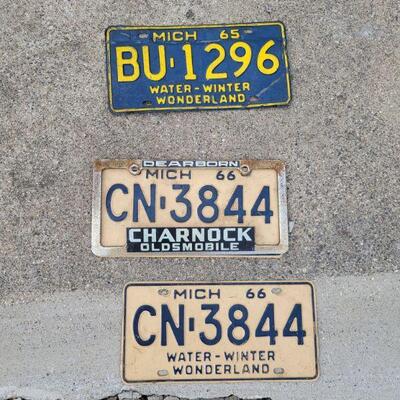 MICH 65
BU-1296
WATER-WINTER
WONDERLAND
DEARBORN
MICH 66
CN-3844
CHARNOCK
OLDSMOBILE
MICH 66
CN-3844
WATER-WINTER
WONDERLAND